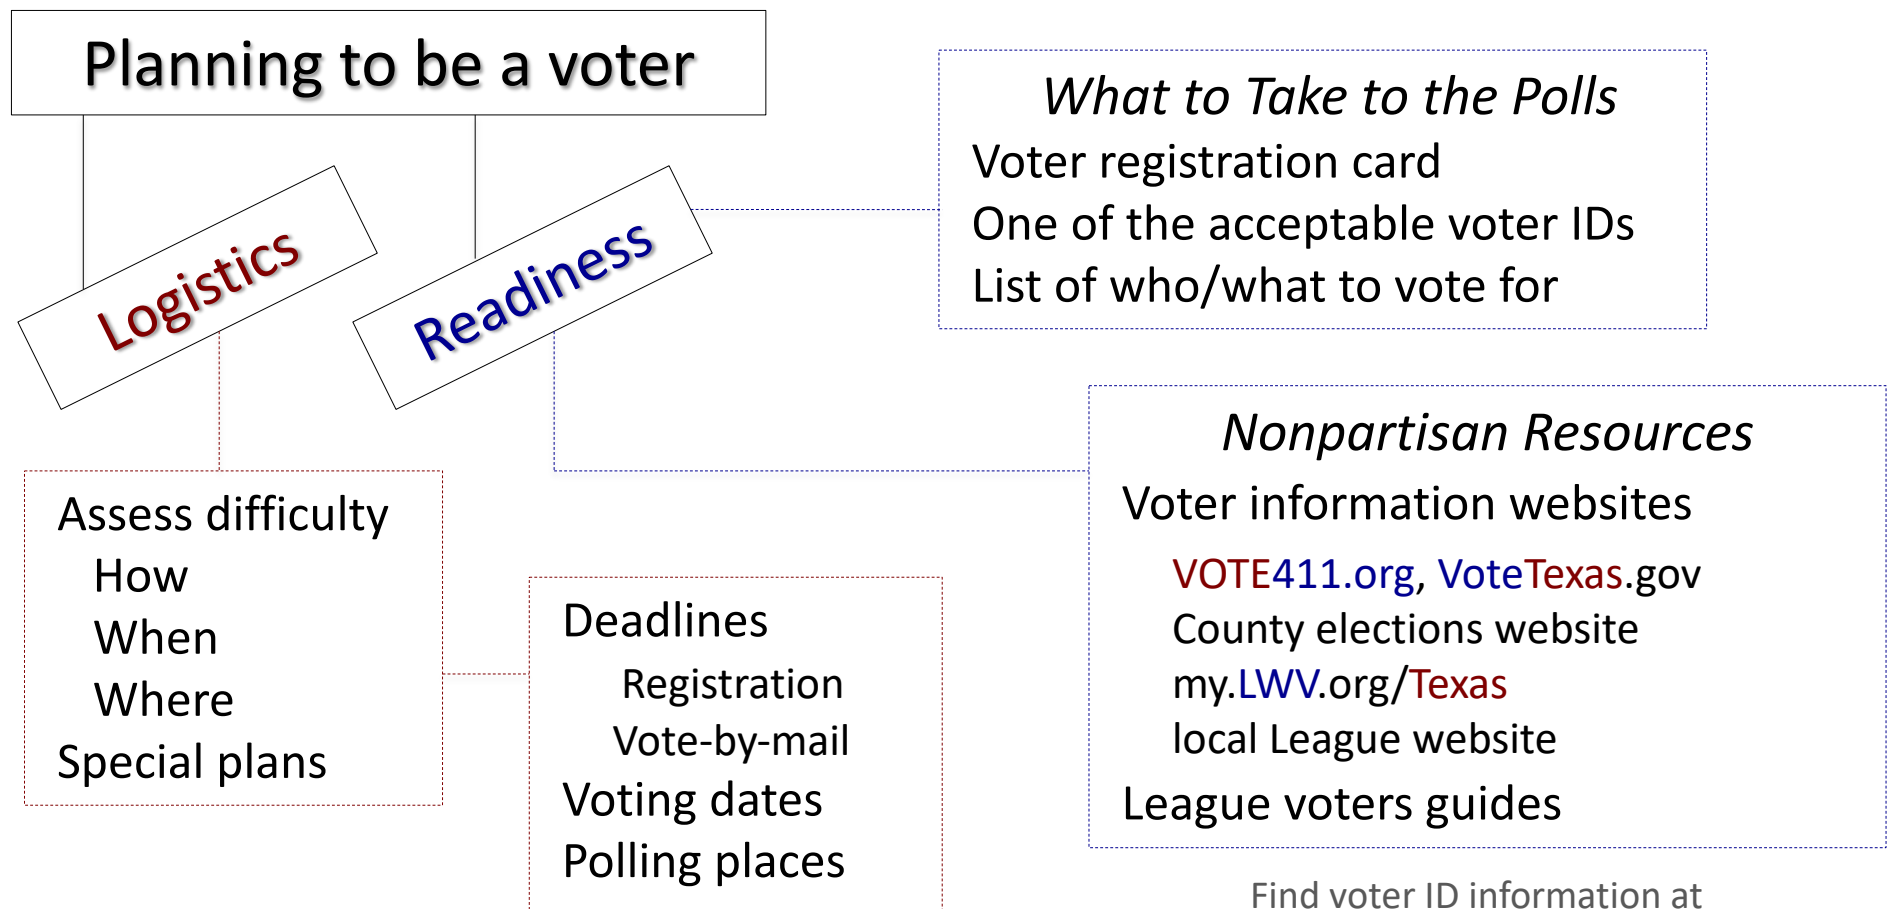 Planning to be a voter
Logistics
Readiness
What to Take to the Polls
Voter registration card
One of the acceptable voter IDs
List of who/what to vote for
Assess difficulty
How
When
Where
Special plans
Deadlines
Registration
Vote-by-mail
Voting dates
Polling places
Nonpartisan Resources
Voter information websites
VOTE411.org, VoteTexas.gov
County elections website
my.LWV.org/Texas
local League website
League voters guides
Find voter ID information at